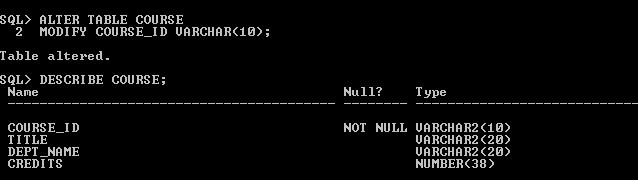 SQL> ALTER TABLE COURSE
  2  MODIFY COURSE_ID VARCHAR(10);
Table altered.
SQL> DESCRIBE COURSE;
 Name                                      Null?    Type
 ----------------------------------------- -------- ----------------------------
 COURSE_ID                                 NOT NULL VARCHAR2(10)
 TITLE                                              VARCHAR2(20)
 DEPT_NAME                                          VARCHAR2(20)
 CREDITS                                            NUMBER(38)